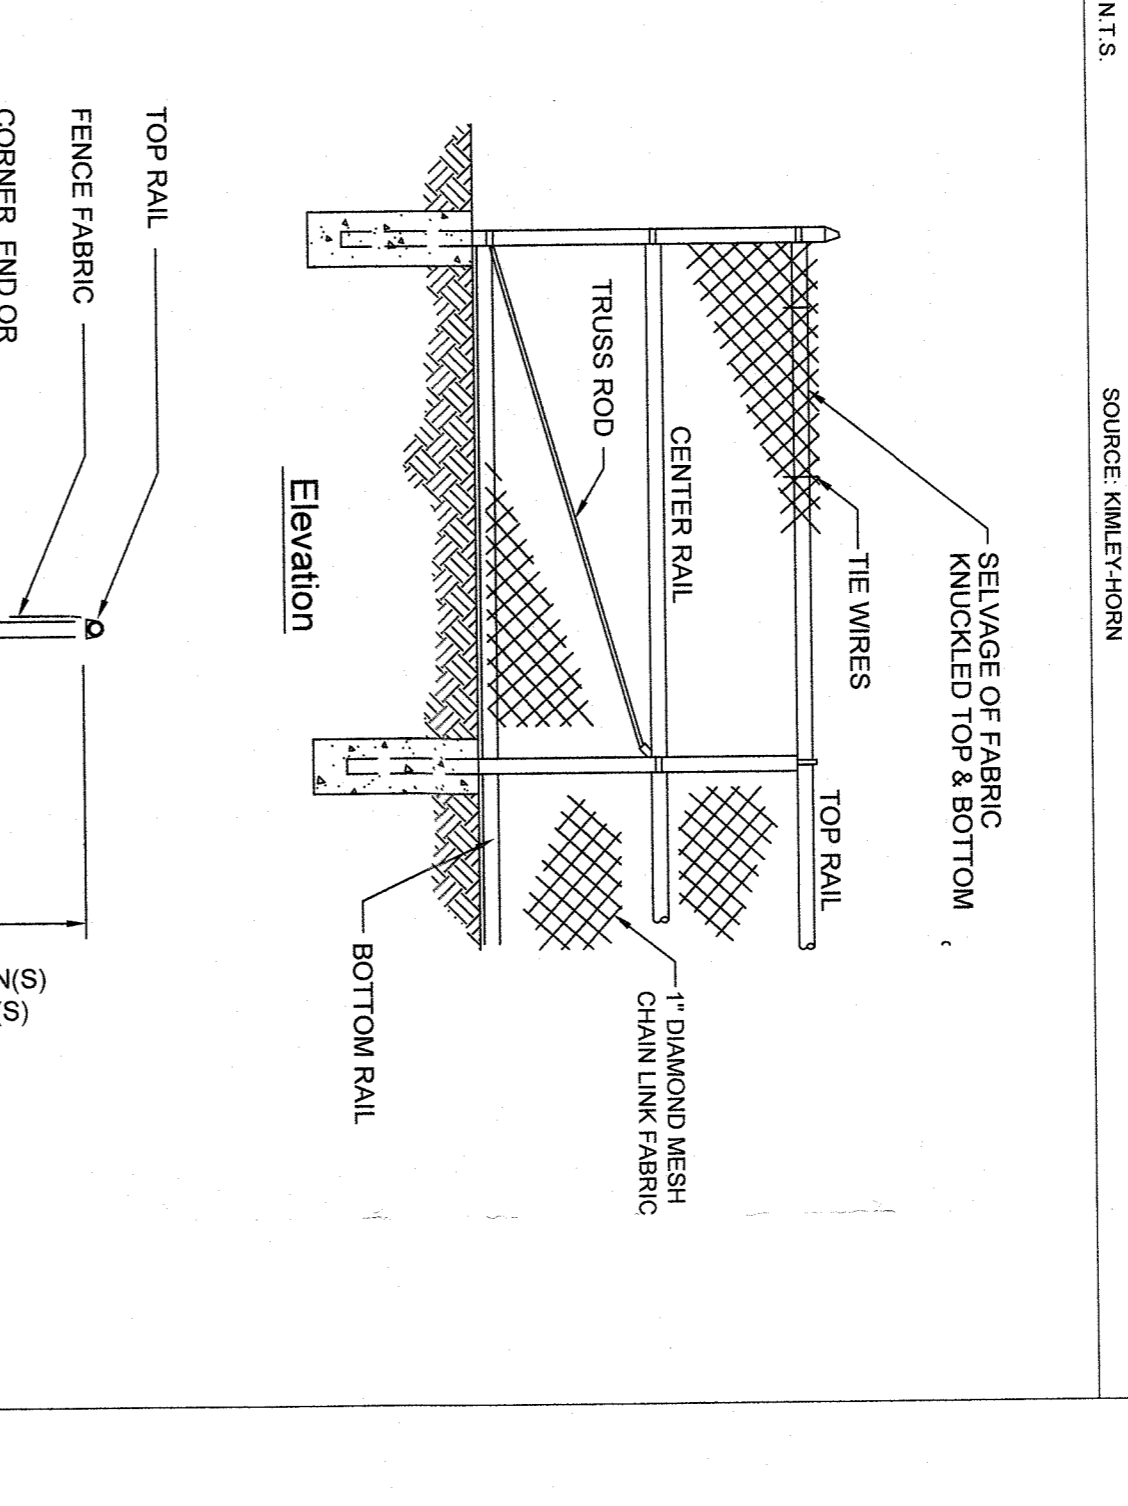 N.T.S.
SOURCE: KIMLEY-HORN
SELVAGE OF FABRIC
KNUCKLED TOP & BOTTOM
TIE WIRES
TOP RAIL
CENTER RAIL
TRUSS ROD
1" DIAMOND MESH
CHAIN LINK FABRIC
BOTTOM RAIL
Elevation
TOP RAIL
FENCE FABRIC
CORNER, END OR
N(S)
(S)